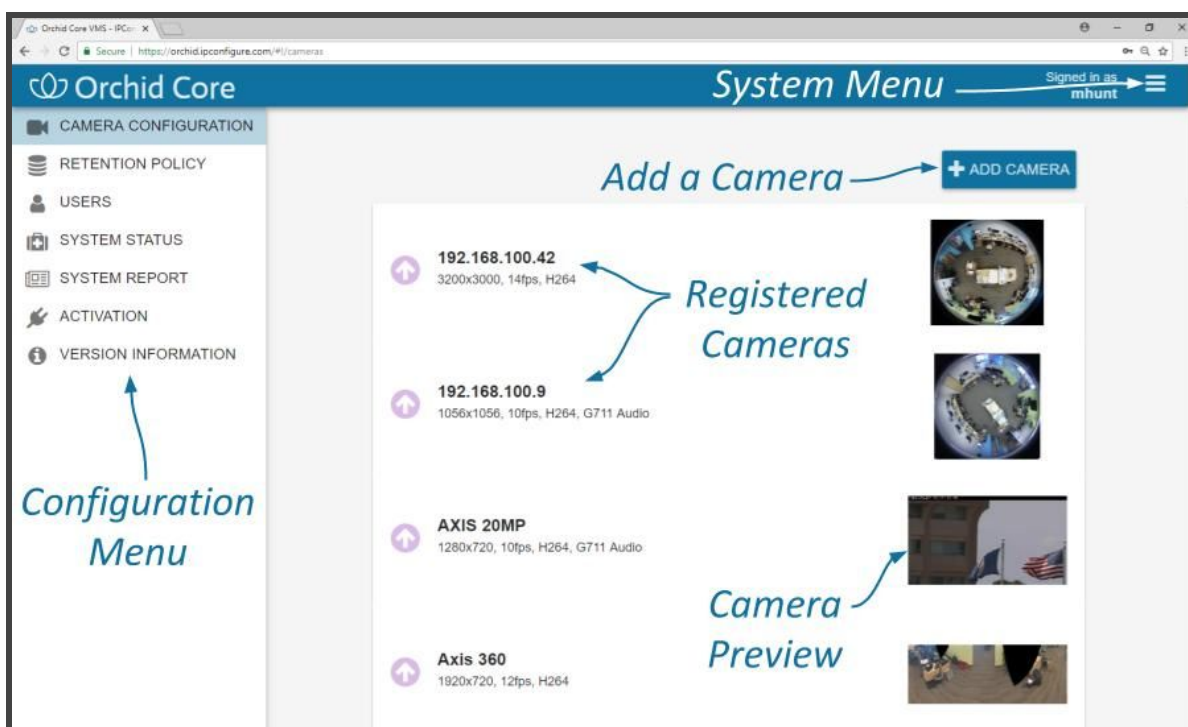 Orchid Core VMS - IPCon
Secure | https://orchid.ipconfigure.com/#!/cameras
Orchid Core
System Menu
Signed in as
mhunt
CAMERA CONFIGURATION
RETENTION POLICY
USERS
SYSTEM STATUS
SYSTEM REPORT
ACTIVATION
VERSION INFORMATION
Configuration
Menu
Add a Camera
ADD CAMERA
192.168.100.42
3200x3000, 14fps, H264
Registered
Cameras
192.168.100.9
1056x1056, 10fps, H264, G711 Audio
AXIS 20MP
1280x720, 10fps, H264, G711 Audio
Camera
Preview
Axis 360
1920x720, 12fps, H264